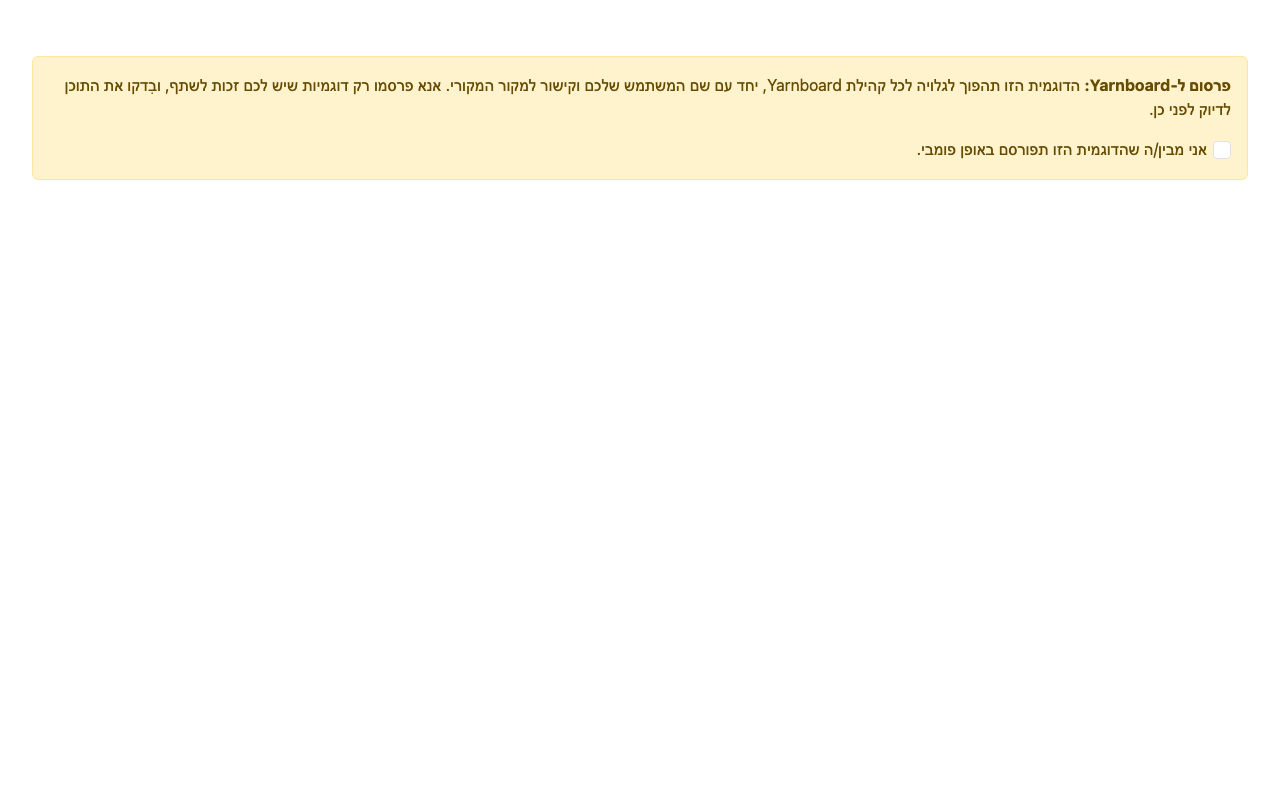 פרסום ל-Yarnboard: הדוגמית הזו תהפוך לגלויה לכל קהילת Yarnboard, יחד עם שם המשתמש שלכם וקישור למקור המקורי. אנא פרסמו רק דוגמיות שיש לכם זכות לשתף, ובִדקו את התוכן
לדיוק לפני כן.
אני מבין/ה שהדוגמית הזו תפורסם באופן פומבי.